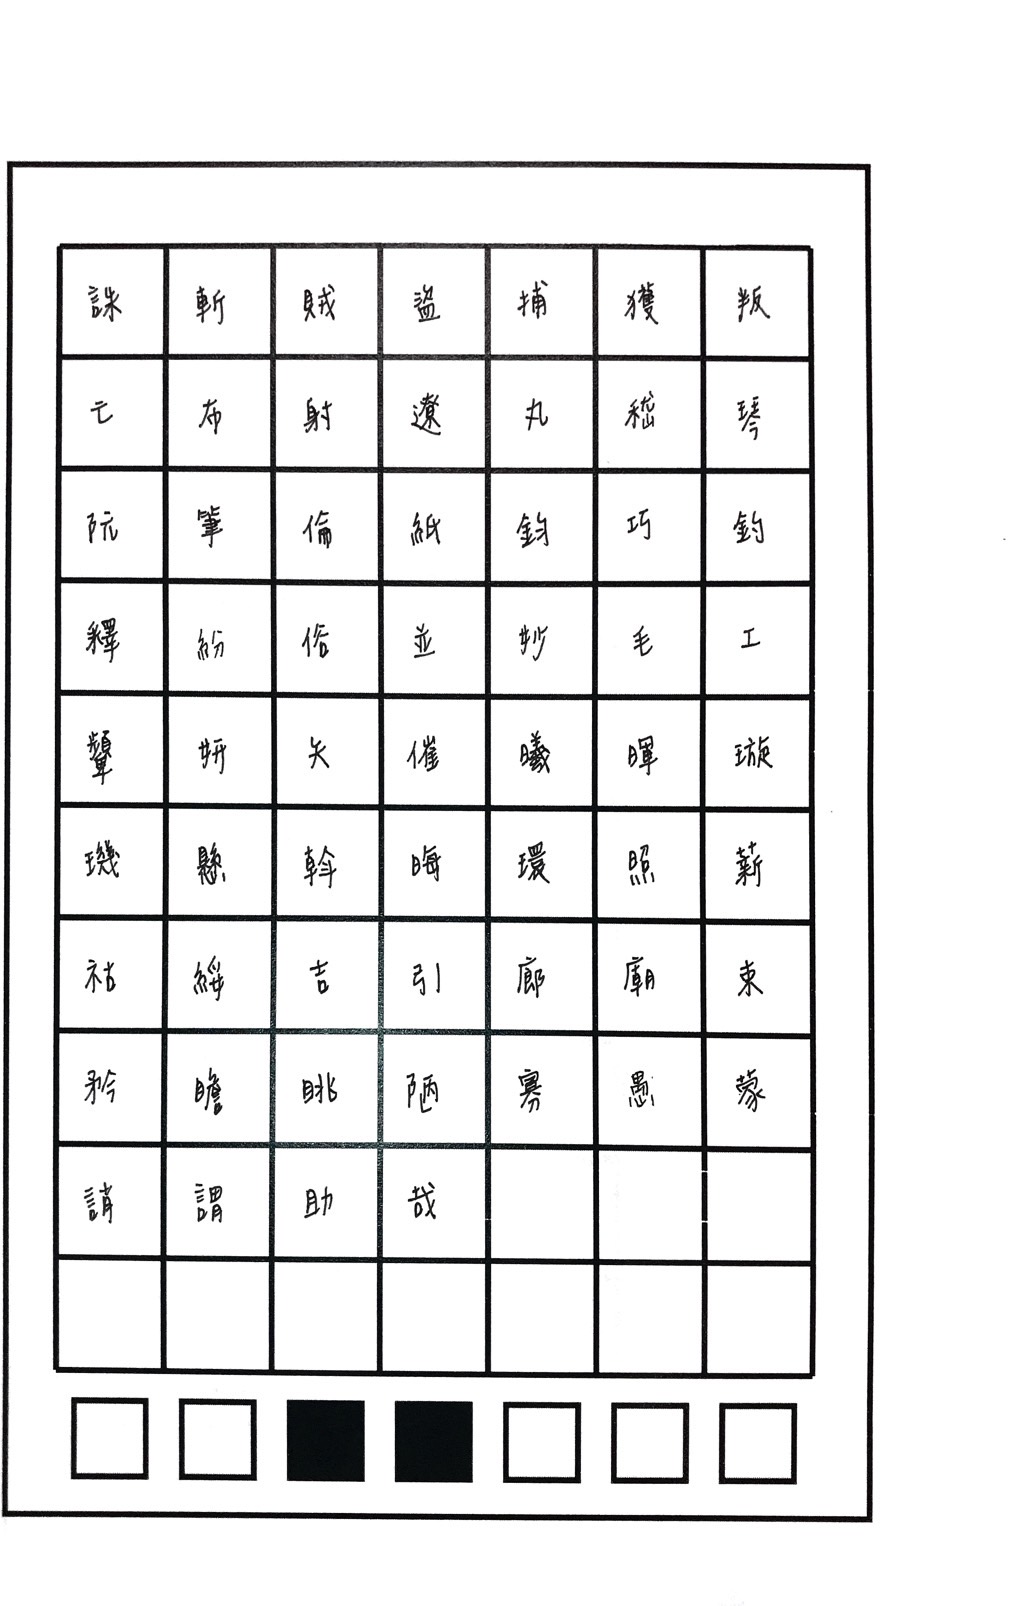 誅斬賊盜捕獲叛
亡布射遼丸嵇琴
阮筆倫紙鈞巧釣
釋紛俗並妙毛工
顰妍矢催曦暉璇
璣懸斡晦環照薪
祜綏吉引廊廟束
矜瞻眺陋寡愚蒙
誚謂助哉